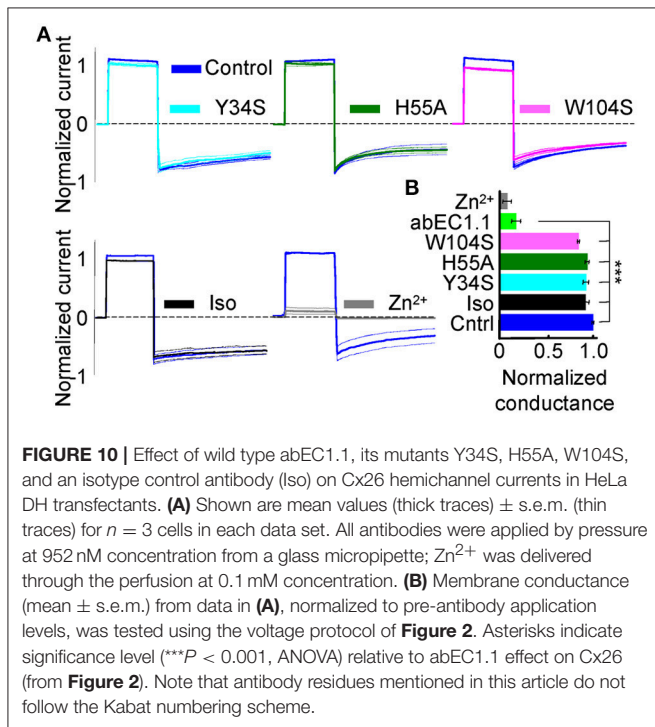 A
Normalized current
1
0
1
Control
Y34S
H55A
W104S
Normalized current
1
0
1
Iso
Zn²⁺
B
Zn²⁺
abEC1.1
W104S
H55A
Y34S
Iso
Cntrl
***
0 0.5 1.0
Normalized
conductance
FIGURE 10 | Effect of wild type abEC1.1, its mutants Y34S, H55A, W104S,
and an isotype control antibody (Iso) on Cx26 hemichannel currents in HeLa
DH transfectants. (A) Shown are mean values (thick traces) ± s.e.m. (thin
traces) for n = 3 cells in each data set. All antibodies were applied by pressure
at 952 nM concentration from a glass micropipette; Zn²⁺ was delivered
through the perfusion at 0.1 mM concentration. (B) Membrane conductance
(mean ± s.e.m.) from data in (A), normalized to pre-antibody application
levels, was tested using the voltage protocol of Figure 2. Asterisks indicate
significance level (***P < 0.001, ANOVA) relative to abEC1.1 effect on Cx26
(from Figure 2). Note that antibody residues mentioned in this article do not
follow the Kabat numbering scheme.